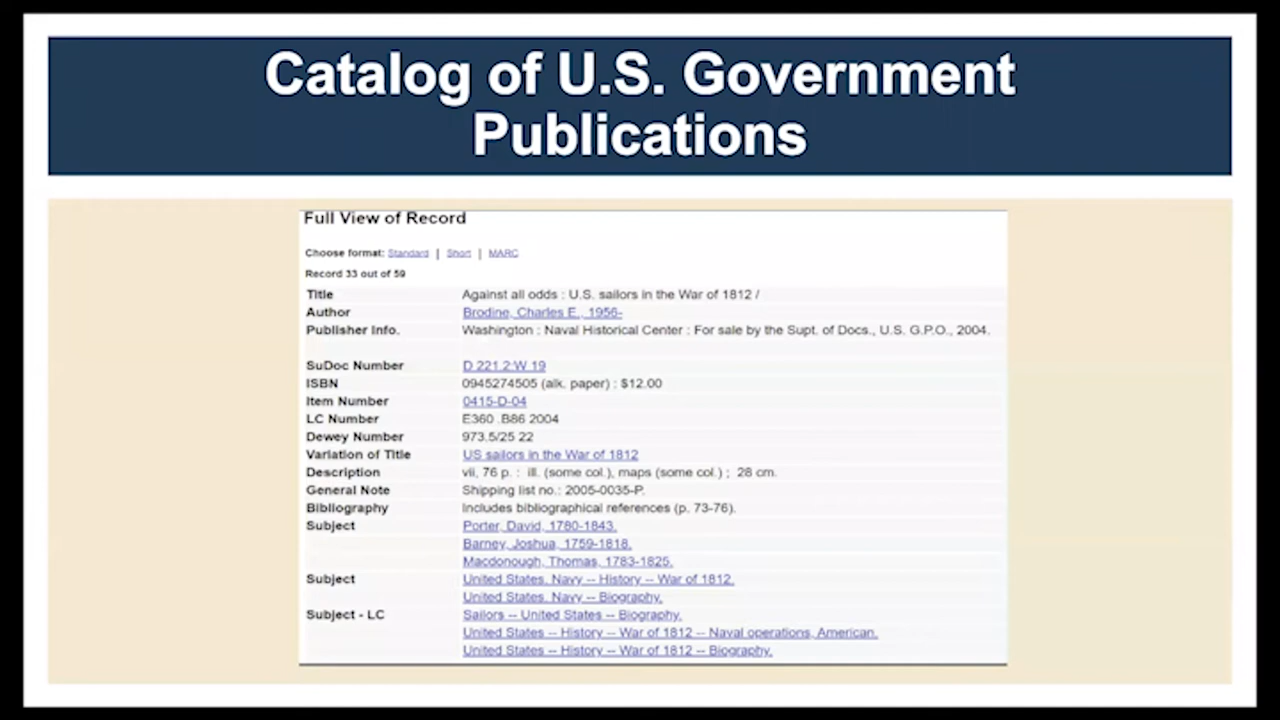 Catalog of U.S. Government
Publications
Full View of Record
Choose format: Standard | Short | MARC
Record 33 out of 59
Title Against all odds : U.S. sailors in the War of 1812 /
Author Brodine, Charles E., 1956-
Publisher Info. Washington : Naval Historical Center : For sale by the Supt. of Docs., U.S. G.P.O., 2004.
SuDoc Number D 221.2:W 19
ISBN 0945274505 (alk. paper) : $12.00
Item Number 0415-D-04
LC Number E360 .B86 2004
Dewey Number 973.5/25 22
Variation of Title US sailors in the War of 1812
Description vii, 76 p. : ill. (some col.), maps (some col.) ; 28 cm.
General Note Shipping list no.: 2005-0035-P.
Bibliography Includes bibliographical references (p. 73-76).
Subject Porter, David, 1780-1843.
Barney, Joshua, 1759-1818.
Macdonough, Thomas, 1783-1825.
Subject United States. Navy -- History -- War of 1812.
United States. Navy -- Biography.
Subject - LC Sailors -- United States -- Biography.
United States -- History -- War of 1812 -- Naval operations, American.
United States -- History -- War of 1812 -- Biography.